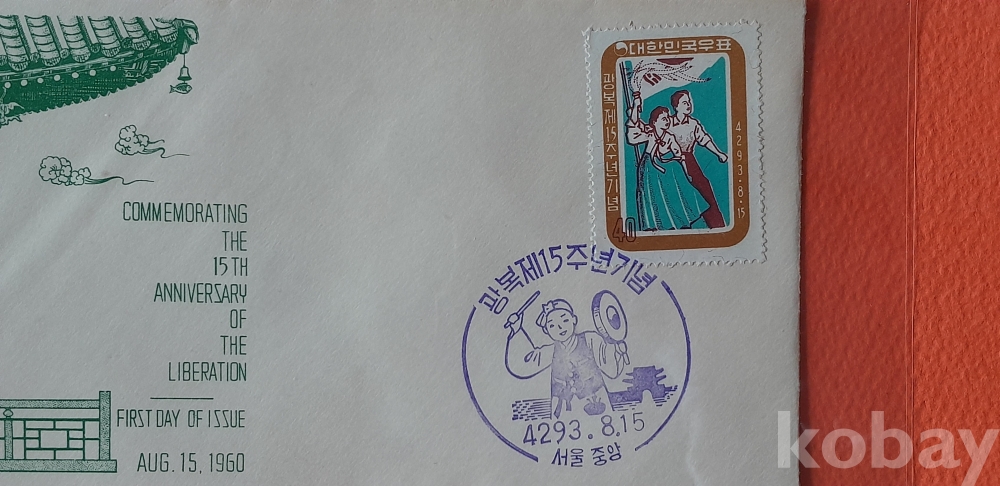 COMMEMORATING
THE
15TH
ANNIVERSARY
OF
THE
LIBERATION
FIRST DAY OF ISSUE
AUG. 15, 1960
대한민국우표
광복제15주년기념
4293.8.15
40
광복제15주년기념
4293.8.15
서울 중앙
kobay